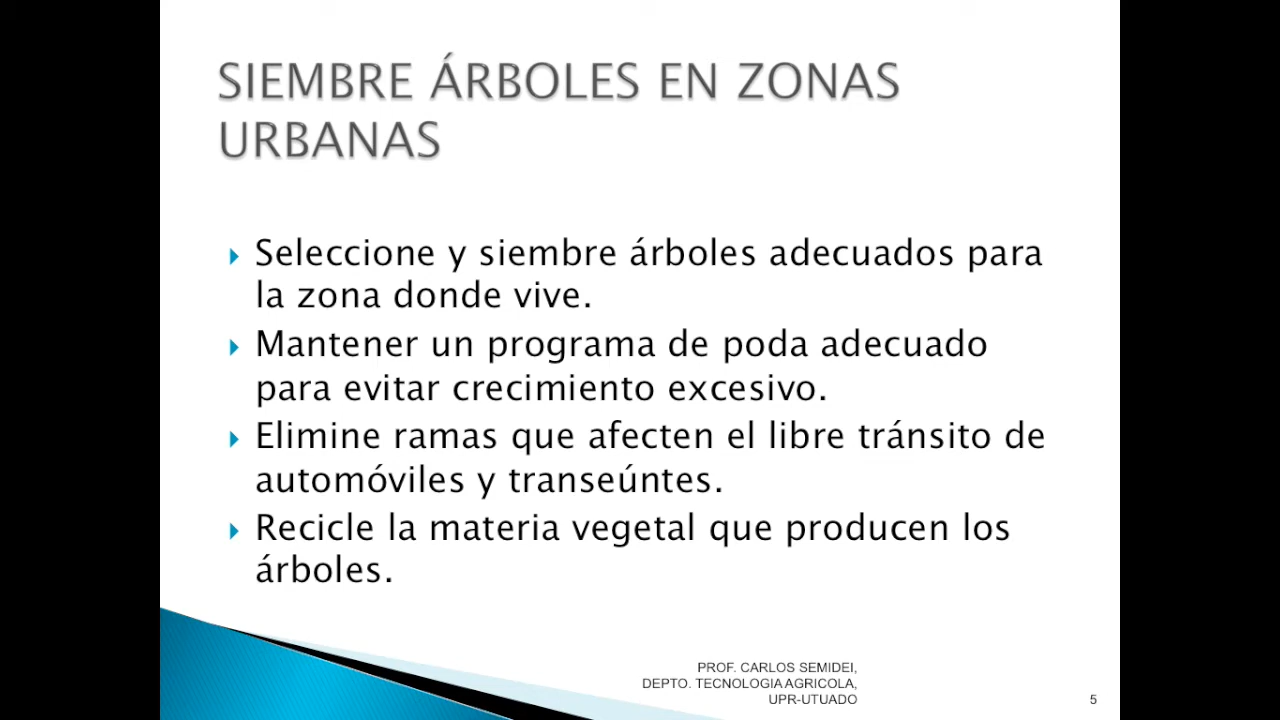 SIEMBRE ÁRBOLES EN ZONAS
URBANAS
Seleccione y siembre árboles adecuados para
la zona donde vive.
Mantener un programa de poda adecuado
para evitar crecimiento excesivo.
Elimine ramas que afecten el libre tránsito de
automóviles y transeúntes.
Recicle la materia vegetal que producen los
árboles.
PROF. CARLOS SEMIDEI,
DEPTO. TECNOLOGIA AGRICOLA,
UPR-UTUADO
5